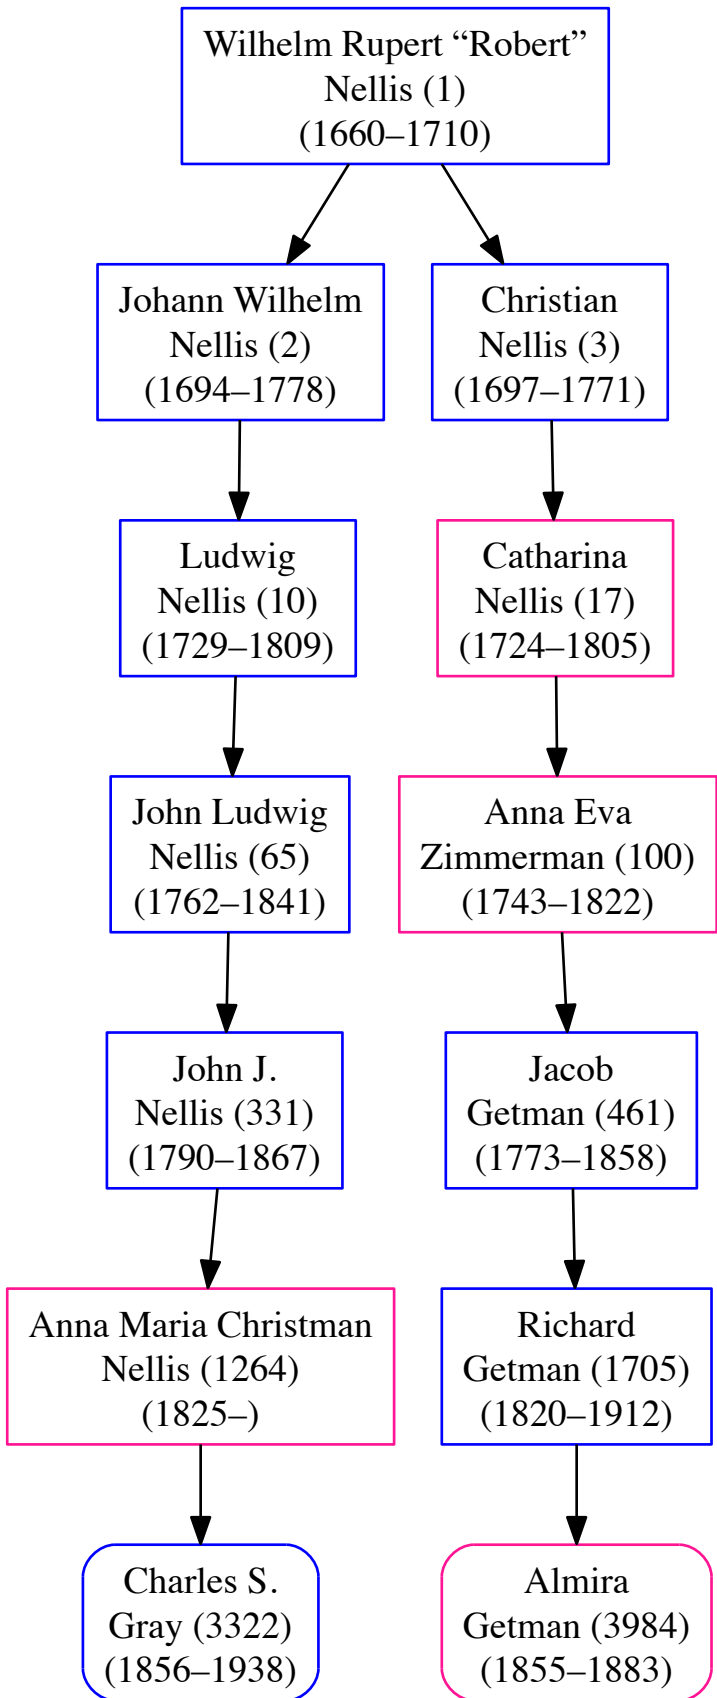 Wilhelm Rupert “Robert”
Nellis (1)
(1660–1710)
Johann Wilhelm
Nellis (2)
(1694–1778)
Christian
Nellis (3)
(1697–1771)
Ludwig
Nellis (10)
(1729–1809)
Catharina
Nellis (17)
(1724–1805)
John Ludwig
Nellis (65)
(1762–1841)
Anna Eva
Zimmerman (100)
(1743–1822)
John J.
Nellis (331)
(1790–1867)
Jacob
Getman (461)
(1773–1858)
Anna Maria Christman
Nellis (1264)
(1825–)
Richard
Getman (1705)
(1820–1912)
Charles S.
Gray (3322)
(1856–1938)
Almira
Getman (3984)
(1855–1883)